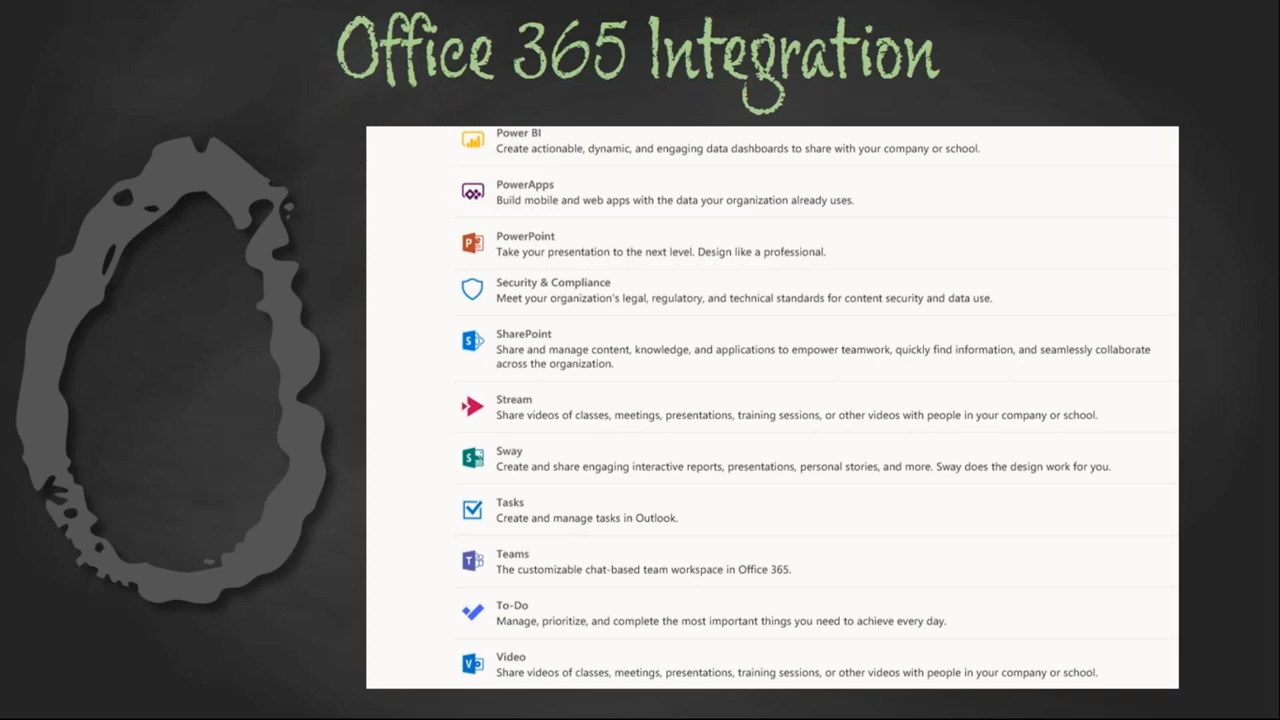 Office 365 Integration
Power BI
Create actionable, dynamic, and engaging data dashboards to share with your company or school.
PowerApps
Build mobile and web apps with the data your organization already uses.
PowerPoint
Take your presentation to the next level. Design like a professional.
Security & Compliance
Meet your organization's legal, regulatory, and technical standards for content security and data use.
SharePoint
Share and manage content, knowledge, and applications to empower teamwork, quickly find information, and seamlessly collaborate
across the organization.
Stream
Share videos of classes, meetings, presentations, training sessions, or other videos with people in your company or school.
Sway
Create and share engaging interactive reports, presentations, personal stories, and more. Sway does the design work for you.
Tasks
Create and manage tasks in Outlook.
Teams
The customizable chat-based team workspace in Office 365.
To-Do
Manage, prioritize, and complete the most important things you need to achieve every day.
Video
Share videos of classes, meetings, presentations, training sessions, or other videos with people in your company or school.